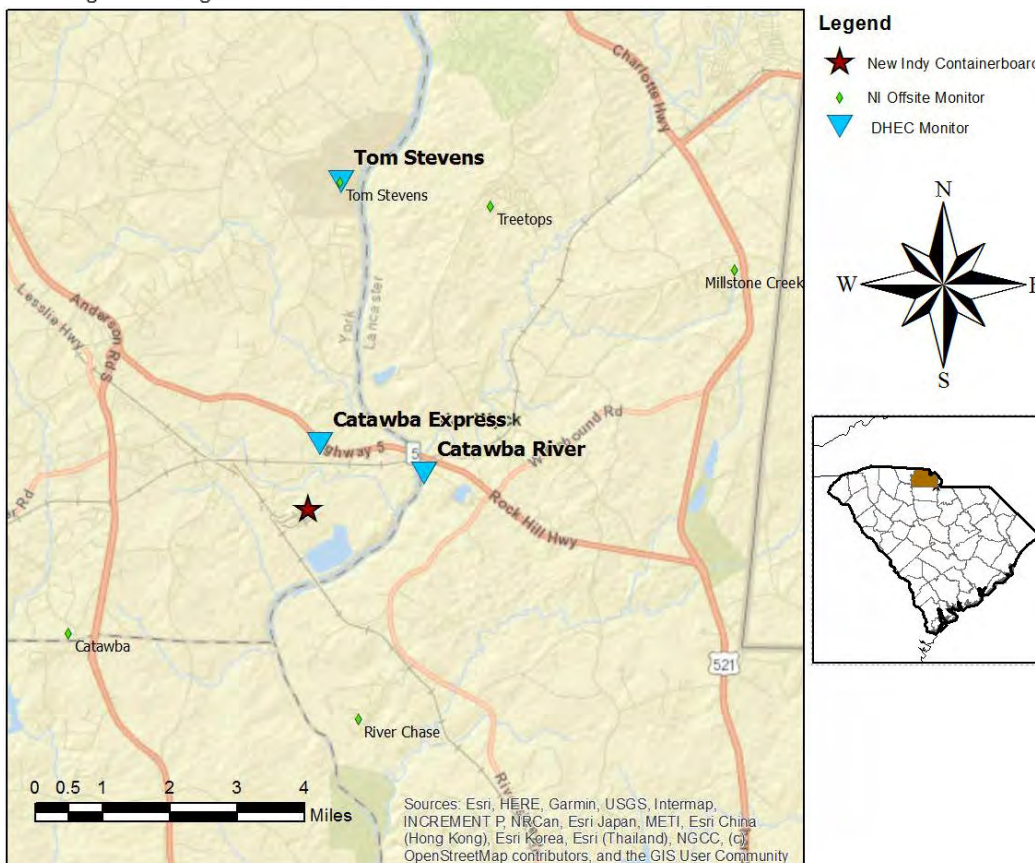 Legend
New Indy Containerboard
NI Offsite Monitor
DHEC Monitor
N
W
E
S
Charlotte Hwy
Tom Stevens
Tom Stevens
Treetops
Millstone Creek
Lesslie Hwy
Anderson Rd S
York
Lancaster
Catawba Express
Highway 5
5
Catawba River
Rock Hill Hwy
521
Catawba
River Chase
0 0.5 1 2 3 4
Miles
Sources: Esri, HERE, Garmin, USGS, Intermap,
INCREMENT P, NRCan, Esri Japan, METI, Esri China
(Hong Kong), Esri Korea, Esri (Thailand), NGCC, (c)
OpenStreetMap contributors, and the GIS User Community